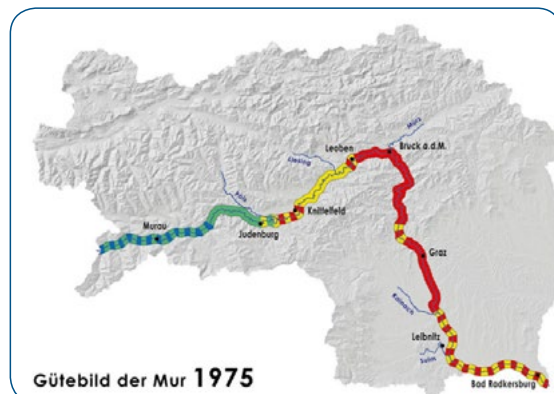 Mürz
Leoben
Bruck a.d.M.
Liesing
Pöls
Knittelfeld
Murau
Judenburg
Graz
Kainach
Leibnitz
Sulm
Bad Radkersburg
Gütebild der Mur 1975